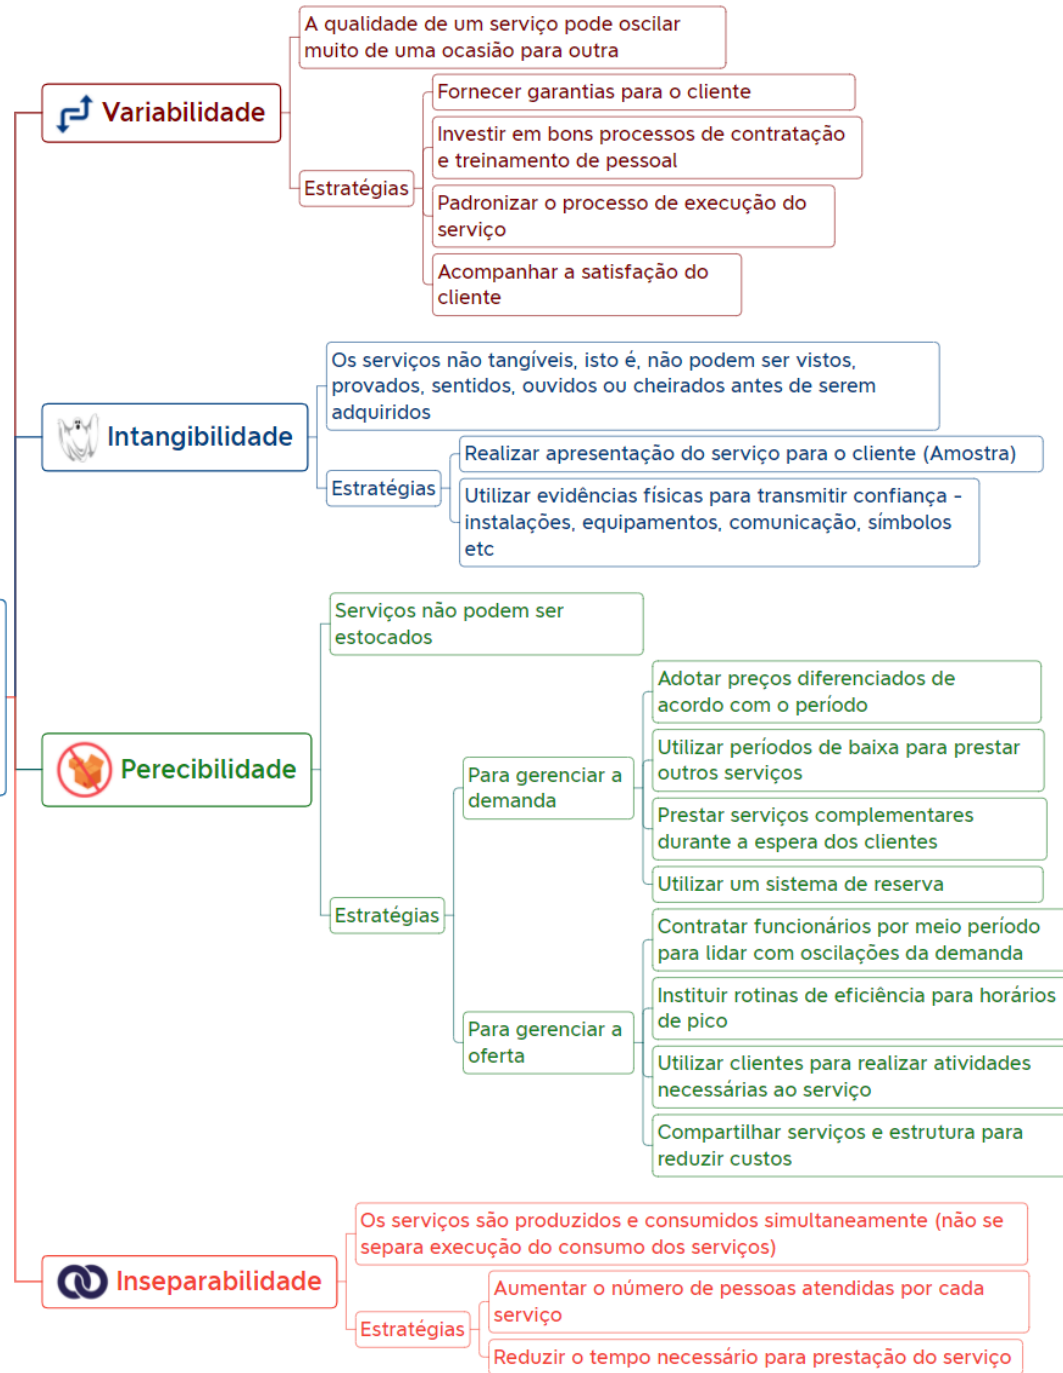 A qualidade de um serviço pode oscilar
muito de uma ocasião para outra
Variabilidade
Estratégias
Fornecer garantias para o cliente
Investir em bons processos de contratação
e treinamento de pessoal
Padronizar o processo de execução do
serviço
Acompanhar a satisfação do
cliente
Intangibilidade
Os serviços não tangíveis, isto é, não podem ser vistos,
provados, sentidos, ouvidos ou cheirados antes de serem
adquiridos
Estratégias
Realizar apresentação do serviço para o cliente (Amostra)
Utilizar evidências físicas para transmitir confiança -
instalações, equipamentos, comunicação, símbolos
etc
Perecibilidade
Serviços não podem ser
estocados
Estratégias
Para gerenciar a
demanda
Adotar preços diferenciados de
acordo com o período
Utilizar períodos de baixa para prestar
outros serviços
Prestar serviços complementares
durante a espera dos clientes
Utilizar um sistema de reserva
Para gerenciar a
oferta
Contratar funcionários por meio período
para lidar com oscilações da demanda
Instituir rotinas de eficiência para horários
de pico
Utilizar clientes para realizar atividades
necessárias ao serviço
Compartilhar serviços e estrutura para
reduzir custos
Inseparabilidade
Os serviços são produzidos e consumidos simultaneamente (não se
separa execução do consumo dos serviços)
Estratégias
Aumentar o número de pessoas atendidas por cada
serviço
Reduzir o tempo necessário para prestação do serviço